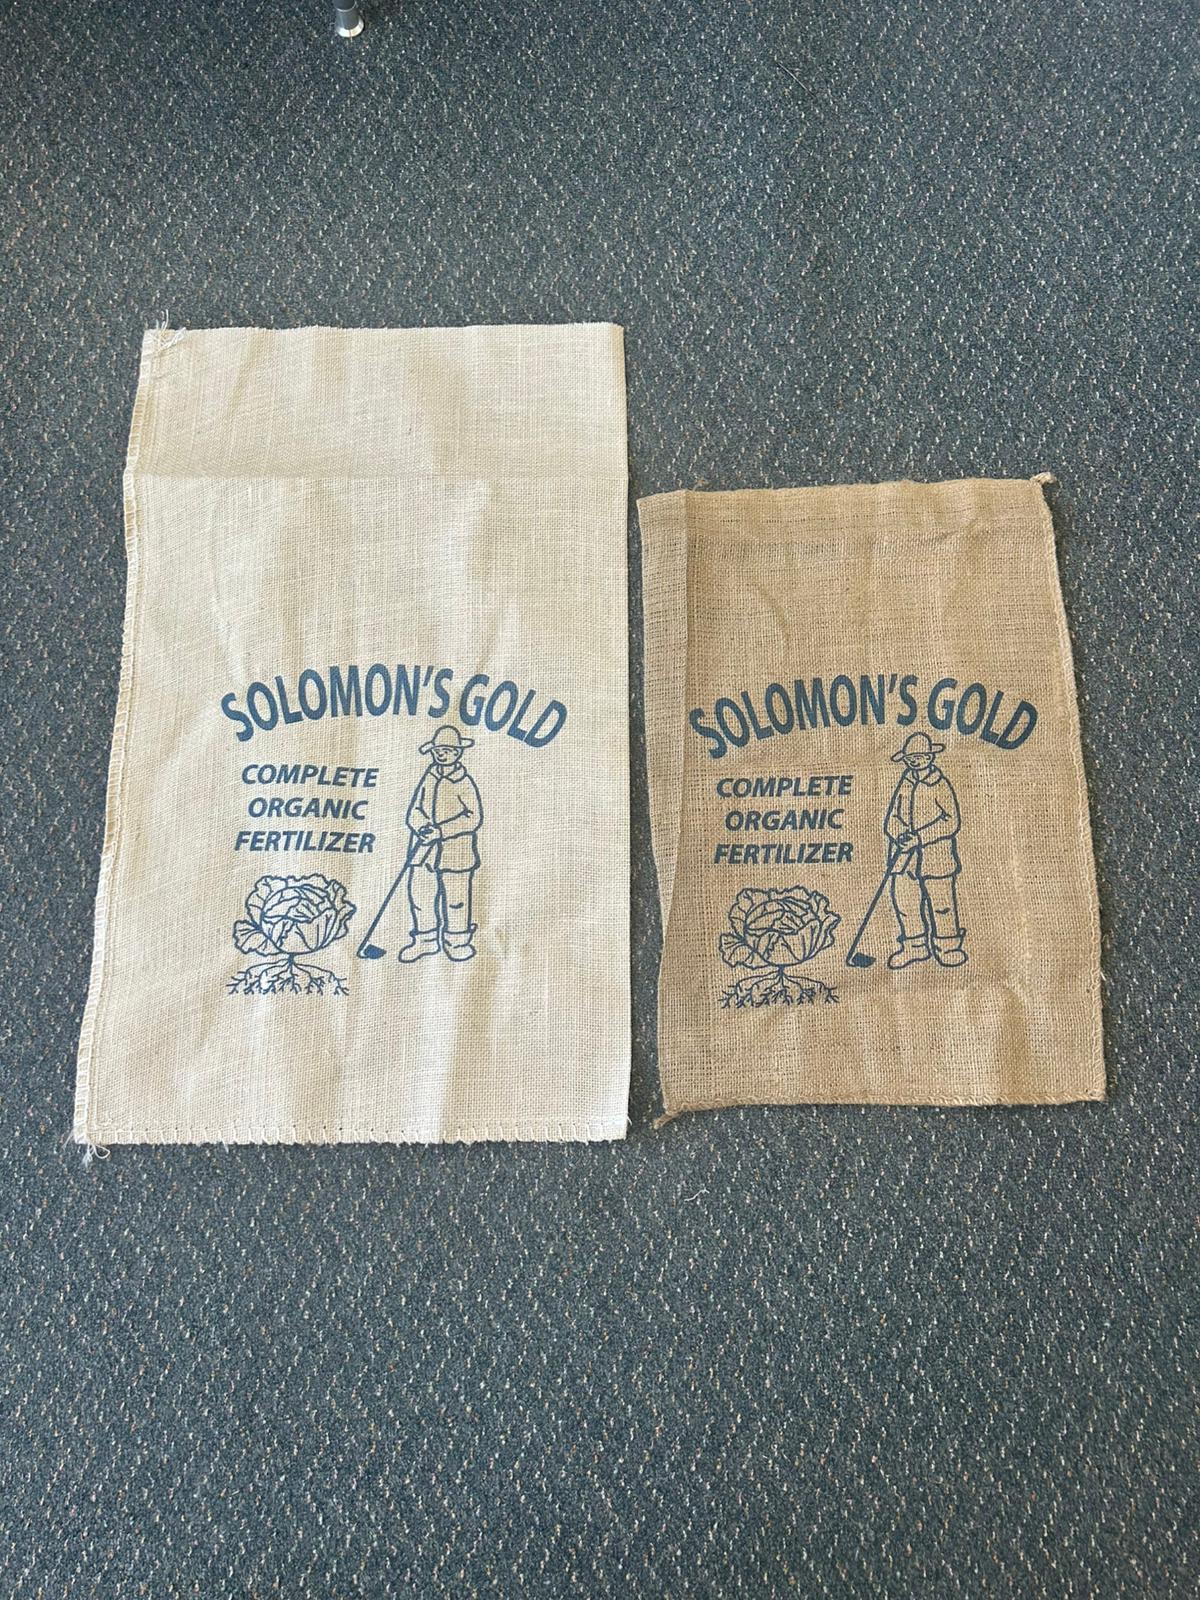 SOLOMON'S GOLD
COMPLETE
ORGANIC
FERTILIZER
SOLOMON'S GOLD
COMPLETE
ORGANIC
FERTILIZER